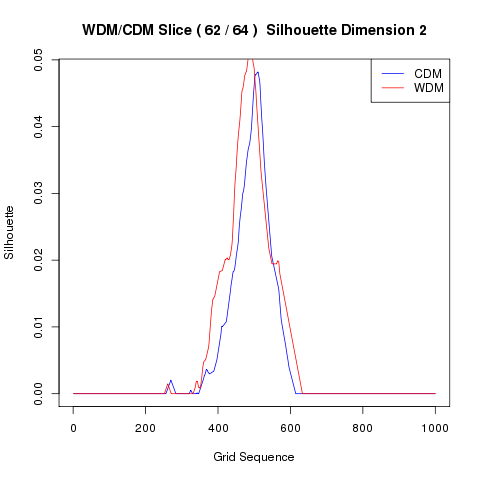 WDM/CDM Slice ( 62 / 64 )  Silhouette Dimension 2
CDM
WDM
Silhouette
0.05
0.04
0.03
0.02
0.01
0.00
0 200 400 600 800 1000
Grid Sequence